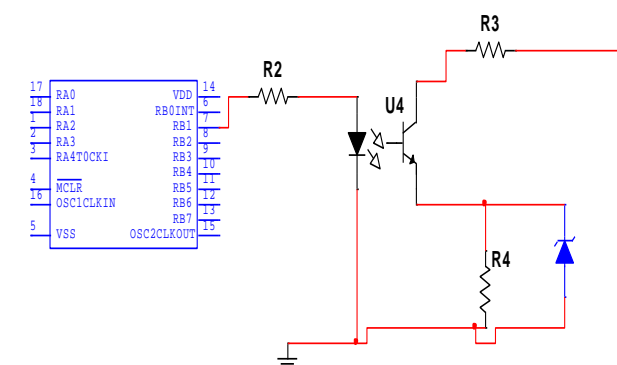 R3
R2
U4
R4
17 RA0 VDD 14
18 RA1 RB0INT 6
1 RA2 RB1 7
2 RA3 RB2 8
3 RA4T0CKI RB3 9
RB4 10
4 MCLR RB5 11
16 OSC1CLKIN RB6 12
RB7 13
5 VSS OSC2CLKOUT 15